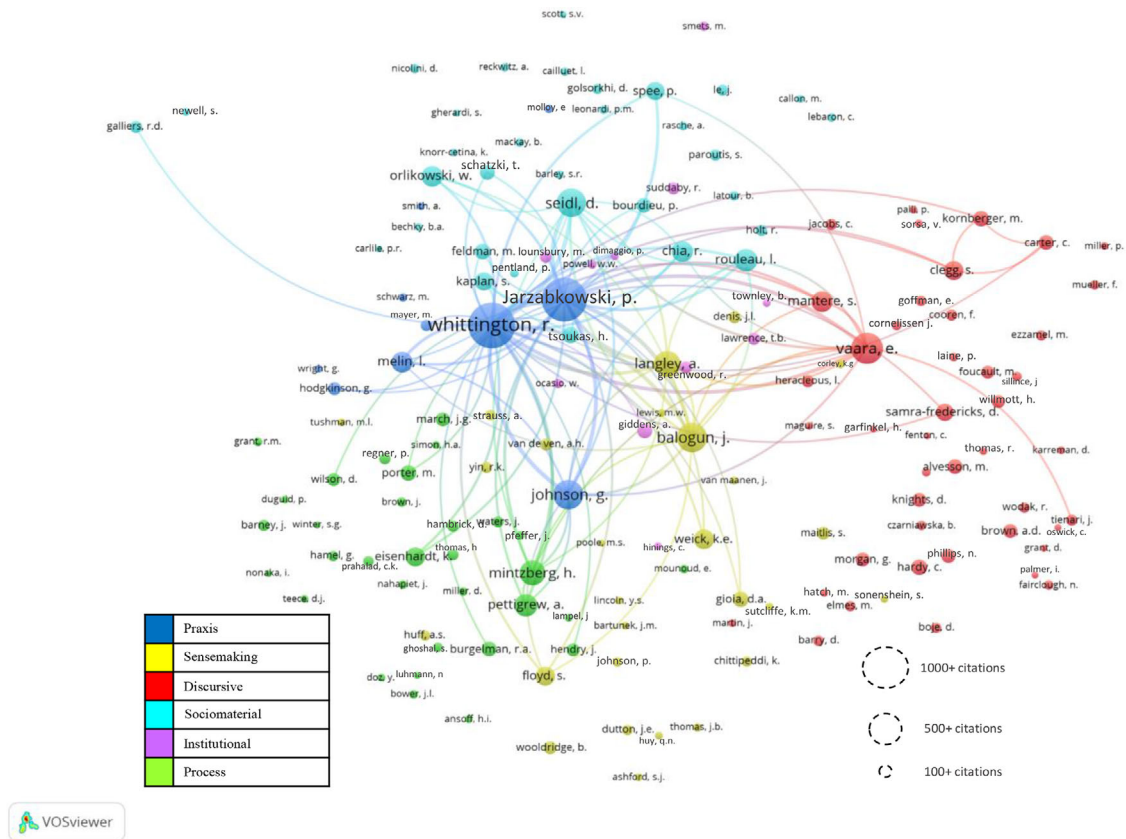 scott, s.v.
smets, m.
nicolini, d.
reckwitz, a.
cailluet, l.
golsorkhi, d.
spee, p.
le, j.
callon, m.
newell, s.
molloy, e
leonardi, p.m.
lebaron, c.
gherardi, s.
galliers, r.d.
rasche, a.
mackay, b.
knorr-cetina, k.
paroutis, s.
schatzki, t.
orlikowski, w.
barley, s.r.
suddaby, r.
latour, b.
smith, a.
seidl, d.
bourdieu, p.
kornberger, m.
sorsa, v.
jacobs, c.
bechky, b.a.
holt, r.
carter, c.
miller, p.
carlile, p.r.
feldman, m.
lounsbury, m.
dimaggio, p.
chia, r.
rouleau, l.
powell, w.w.
pentland, p.
clegg, s.
kaplan, s.
mueller, f.
schwarz, m.
Jarzabkowski, p.
townley, b.
mantere, s.
goffman, e.
mayer, m.
denis, j.l.
cooren, f.
whittington, r.
cornelissen j.
tsoukas, h.
lawrence, t.b.
ezzamel, m.
vaara, e.
melin, l.
langley, a.
corley, k.g.
laine, p.
wright, g.
greenwood, r.
foucault, m.
hodgkinson, g.
ocasio, w.
heracleous, l.
sillince, j
willmott, h.
lewis, m.w.
samra-fredericks, d.
tushman, m.l.
march, j.g.
strauss, a.
giddens, a.
maguire, s.
garfinkel, h.
grant, r.m.
simon, h.a.
van de ven, a.h.
balogun, j.
fenton, c.
regner, p.
thomas, r.
karreman, d.
wilson, d.
porter, m.
yin, r.k.
alvesson, m.
van maanen, j.
duguid, p.
brown, j.
johnson, g.
knights, d.
wodak, r.
barney, j.
winter, s.g.
hambrick, d.
waters, j.
czarniawska, b.
tienari, j.
pfeffer, j.
weick, k.e.
maitlis, s.
brown, a.d.
oswick, c.
hamel, g.
eisenhardt, k.
thomas, h
poole, m.s.
hinings, c.
grant, d.
prahalad, c.k.
morgan, g.
phillips, n.
nonaka, i.
mintzberg, h.
mounoud, e.
hardy, c.
palmer, i.
nahapiet, j.
miller, d.
fairclough, n.
teece, d.j.
pettigrew, a.
lincoln, y.s.
gioia, d.a.
hatch, m.
sonenshein, s.
sutcliffe, k.m.
elmes, m.
lampel, j
bartunek, j.m.
martin, j.
boje, d.
Praxis
huff, a.s.
barry, d.
ghoshal, s.
burgelman, r.a.
hendry, j.
Sensemaking
johnson, p.
chittipeddi, k.
1000+ citations
doz, y.
luhmann, n
floyd, s.
Discursive
bower, j.l.
Sociomaterial
ansoff, h.i.
dutton, j.e.
thomas, j.b.
500+ citations
huy, q.n.
Institutional
wooldridge, b.
Process
ashford, s.j.
100+ citations
VOSviewer